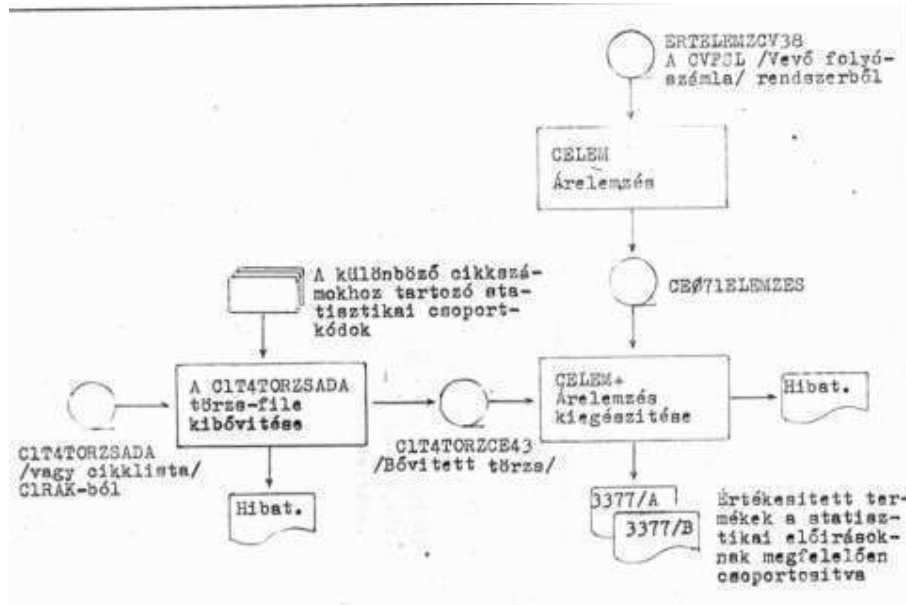 ERTELEMZCV38
A CVFSL /Vevő folyó-
számla/ rendszerből
CELEM
Árelemzés
A különböző cikkszá-
mokhoz tartozó sta-
tisztikai csoport-
kódok
CEØ71ELEMZES
A C1T4TORZSADA
törzs-file
kibővitése
CELEM+
Árelemzés
kiegészitése
Hibat.
C1T4TORZSADA
/vagy cikklista/
C1RAK-ból
C1T4TORZCE43
/Bővitett törzs/
Hibat.
3377/A
3377/B
Értékesitett ter-
mékek a statisz-
tikai előirások-
nak megfelelően
csoportositva